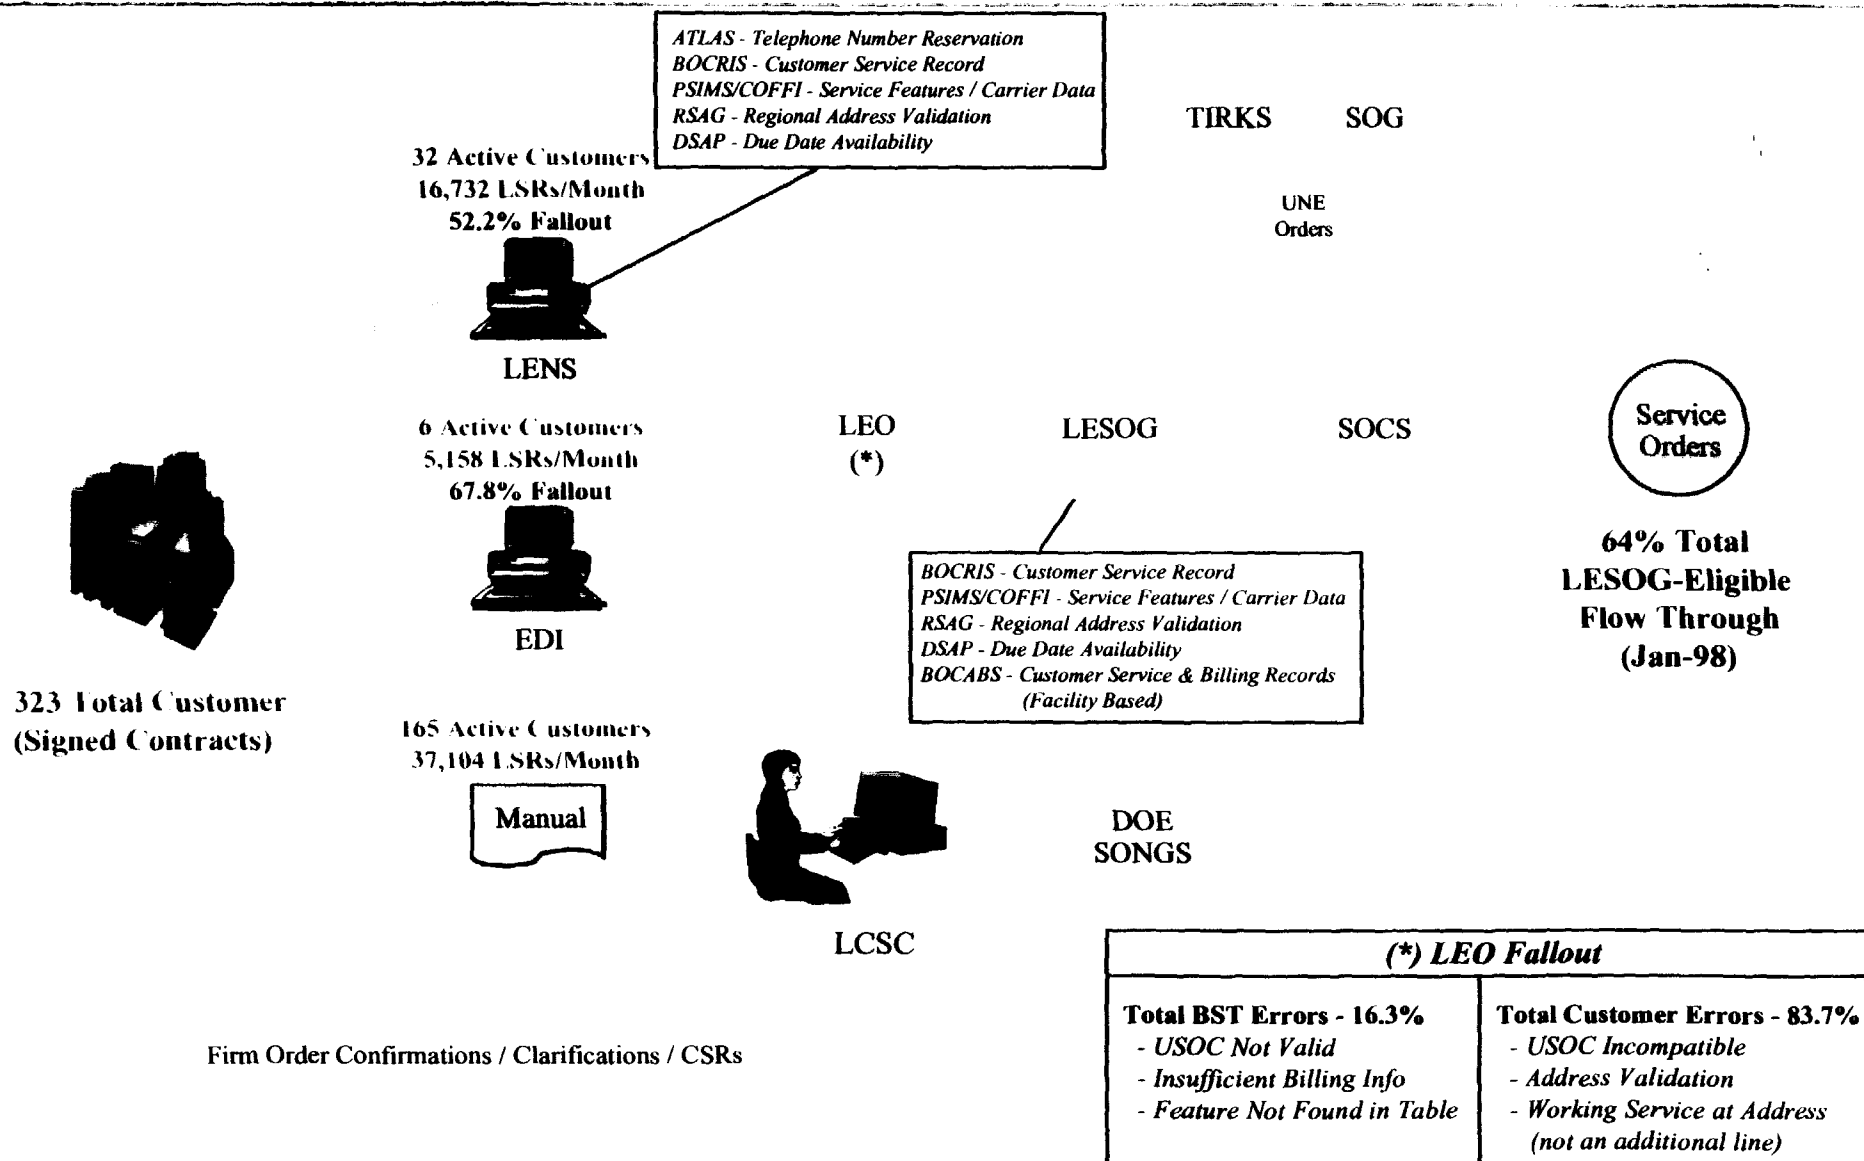 ATLAS - Telephone Number Reservation
BOCRIS - Customer Service Record
PSIMS/COFFI - Service Features / Carrier Data
RSAG - Regional Address Validation
DSAP - Due Date Availability
TIRKS SOG
UNE
Orders
32 Active Customers
16,732 LSRs/Month
52.2% Fallout
LENS
6 Active Customers
5,158 LSRs/Month
67.8% Fallout
EDI
LEO
(*)
LESOG
SOCS
Service
Orders
64% Total
LESOG-Eligible
Flow Through
(Jan-98)
BOCRIS - Customer Service Record
PSIMS/COFFI - Service Features / Carrier Data
RSAG - Regional Address Validation
DSAP - Due Date Availability
BOCABS - Customer Service & Billing Records
(Facility Based)
323 Total Customer
(Signed Contracts)
165 Active Customers
37,104 LSRs/Month
Manual
LCSC
DOE
SONGS
Firm Order Confirmations / Clarifications / CSRs
(*) LEO Fallout
Total BST Errors - 16.3%
- USOC Not Valid
- Insufficient Billing Info
- Feature Not Found in Table
Total Customer Errors - 83.7%
- USOC Incompatible
- Address Validation
- Working Service at Address
(not an additional line)